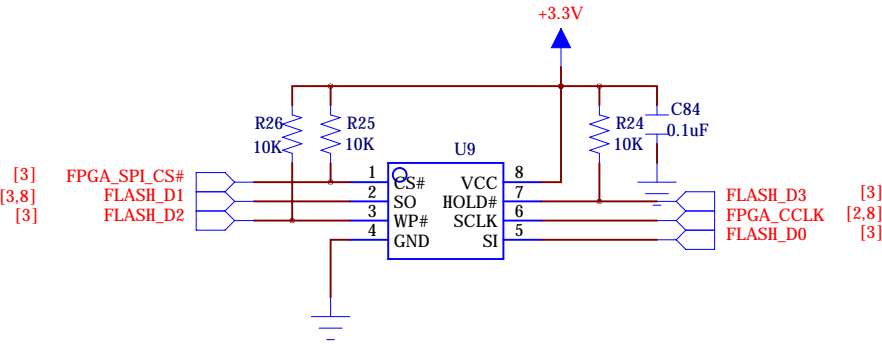 +3.3V
R26
10K
R25
10K
R24
10K
C84
0.1uF
U9
[3] FPGA_SPI_CS# 1 CS# VCC 8
[3,8] FLASH_D1 2 SO HOLD# 7 FLASH_D3 [3]
[3] FLASH_D2 3 WP# SCLK 6 FPGA_CCLK [2,8]
4 GND SI 5 FLASH_D0 [3]